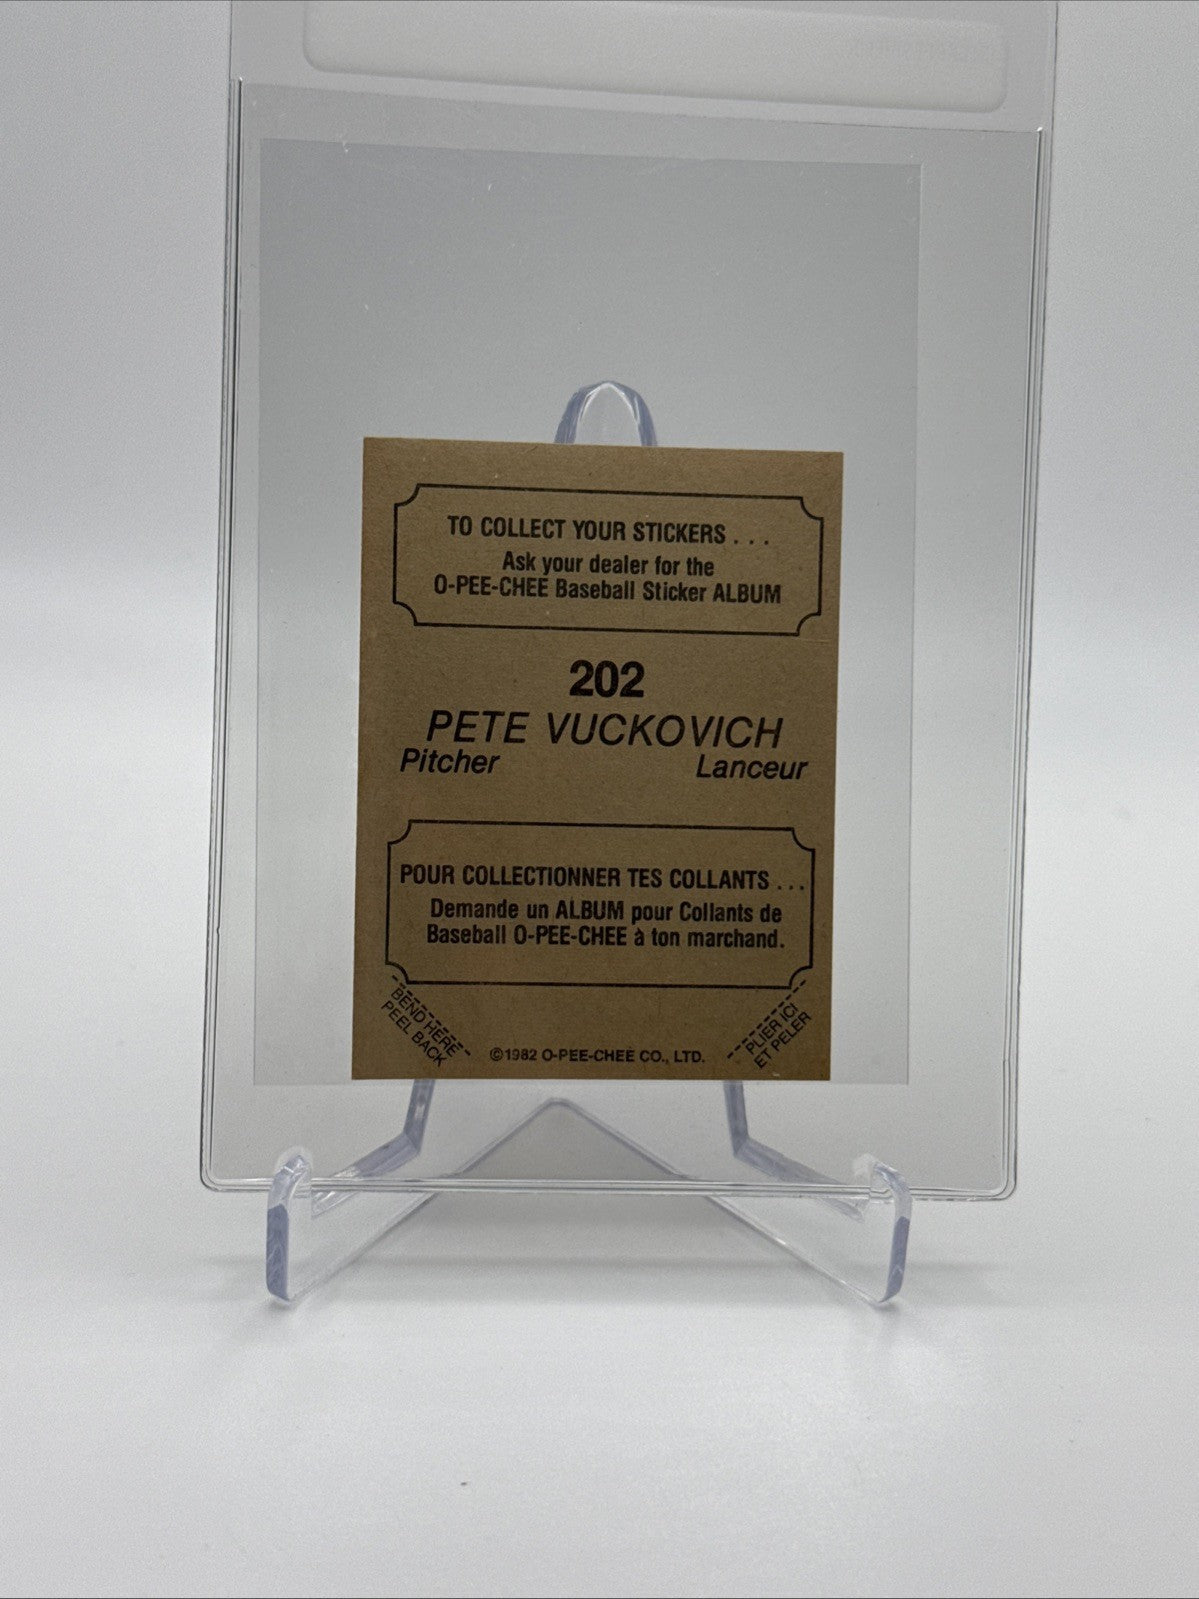 TO COLLECT YOUR STICKERS . . .
Ask your dealer for the
O-PEE-CHEE Baseball Sticker ALBUM
202
PETE VUCKOVICH
Pitcher Lanceur
POUR COLLECTIONNER TES COLLANTS . . .
Demande un ALBUM pour Collants de
Baseball O-PEE-CHEE à ton marchand.
BEND HERE
PEEL BACK
©1982 O-PEE-CHEE CO., LTD.
PLIER ICI
ET PELER